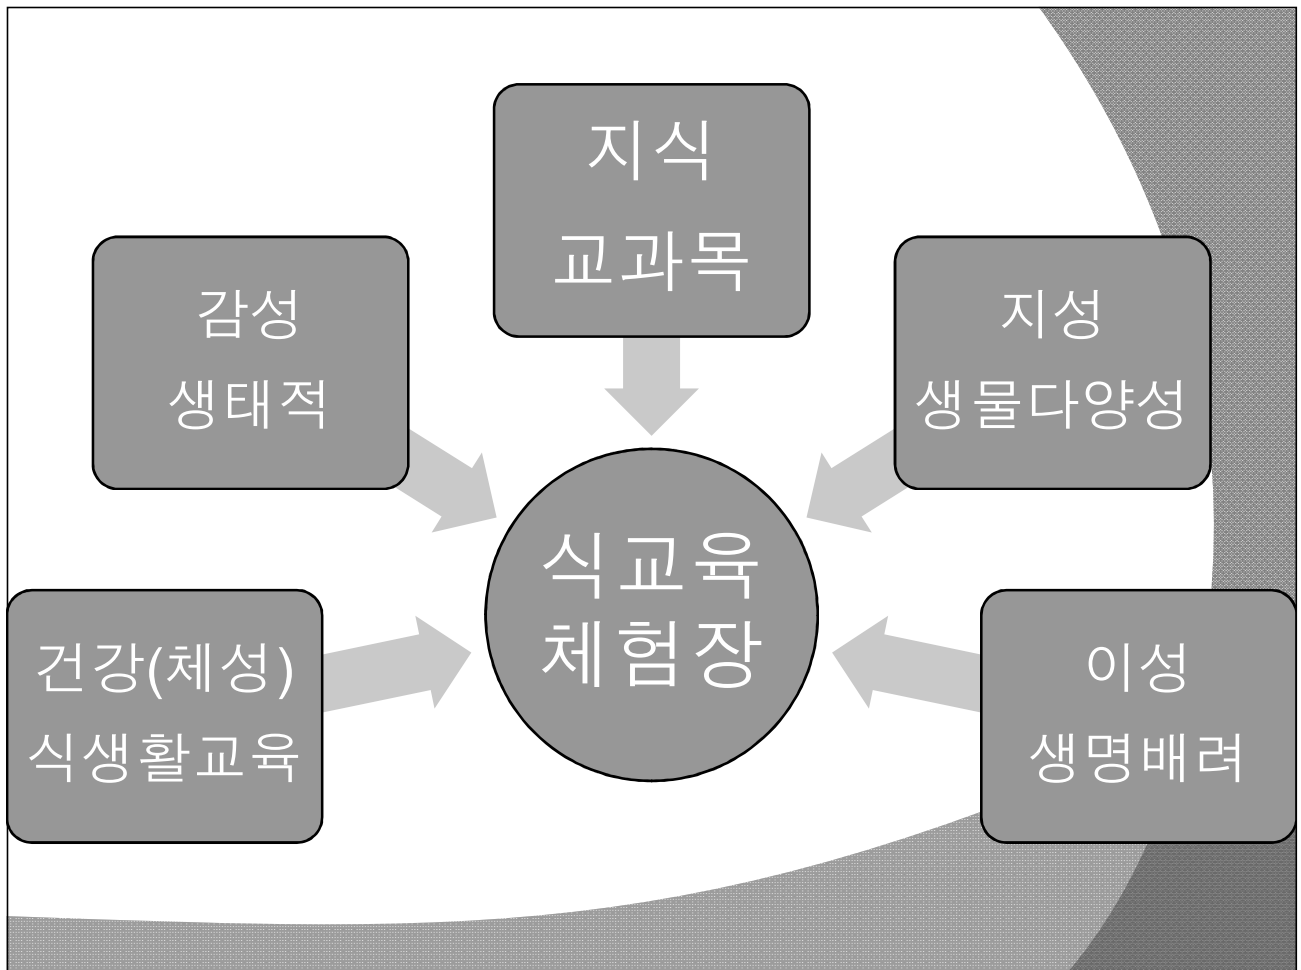 지식
교과목
감성
생태적
지성
생물다양성
식교육
체험장
건강(체성)
식생활교육
이성
생명배려